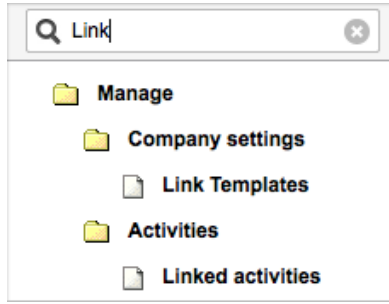 Link
Manage
Company settings
Link Templates
Activities
Linked activities